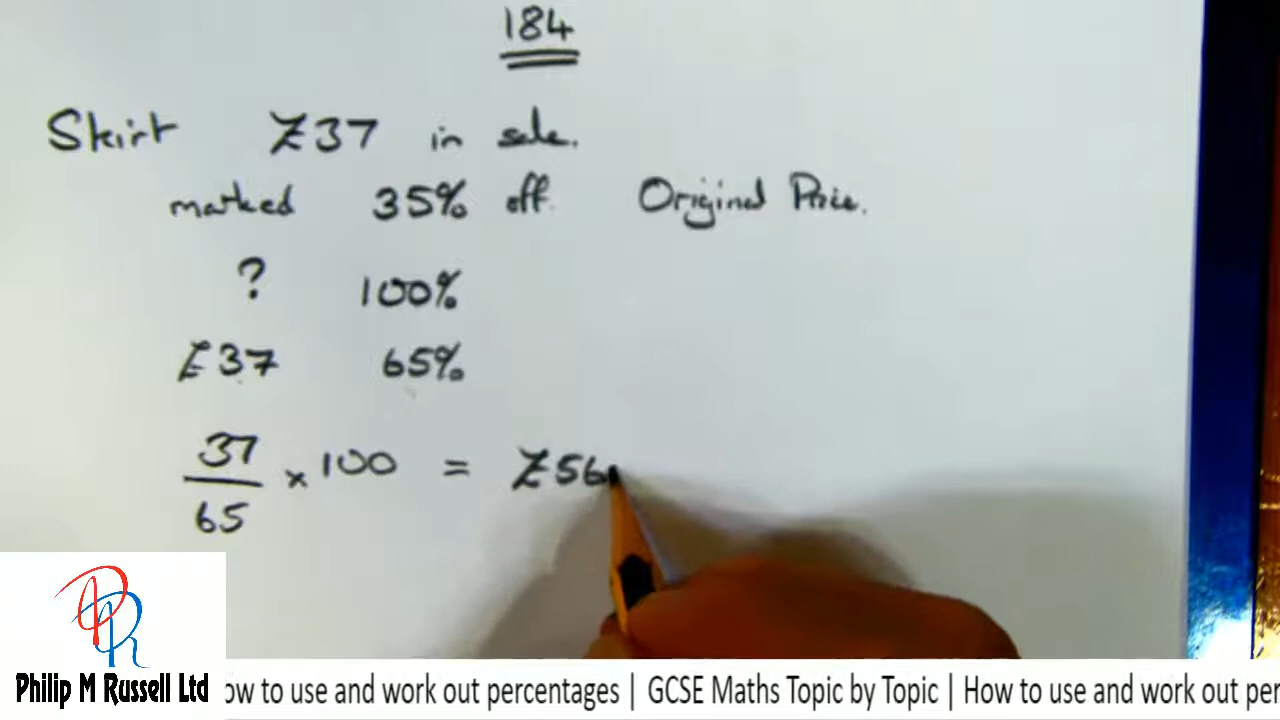 184
Skirt £37 in sale.
marked 35% off. Original Price.
? 100%
£37 65%
37
65
× 100 = £56
Philip M Russell Ltd
ow to use and work out percentages | GCSE Maths Topic by Topic | How to use and work out per